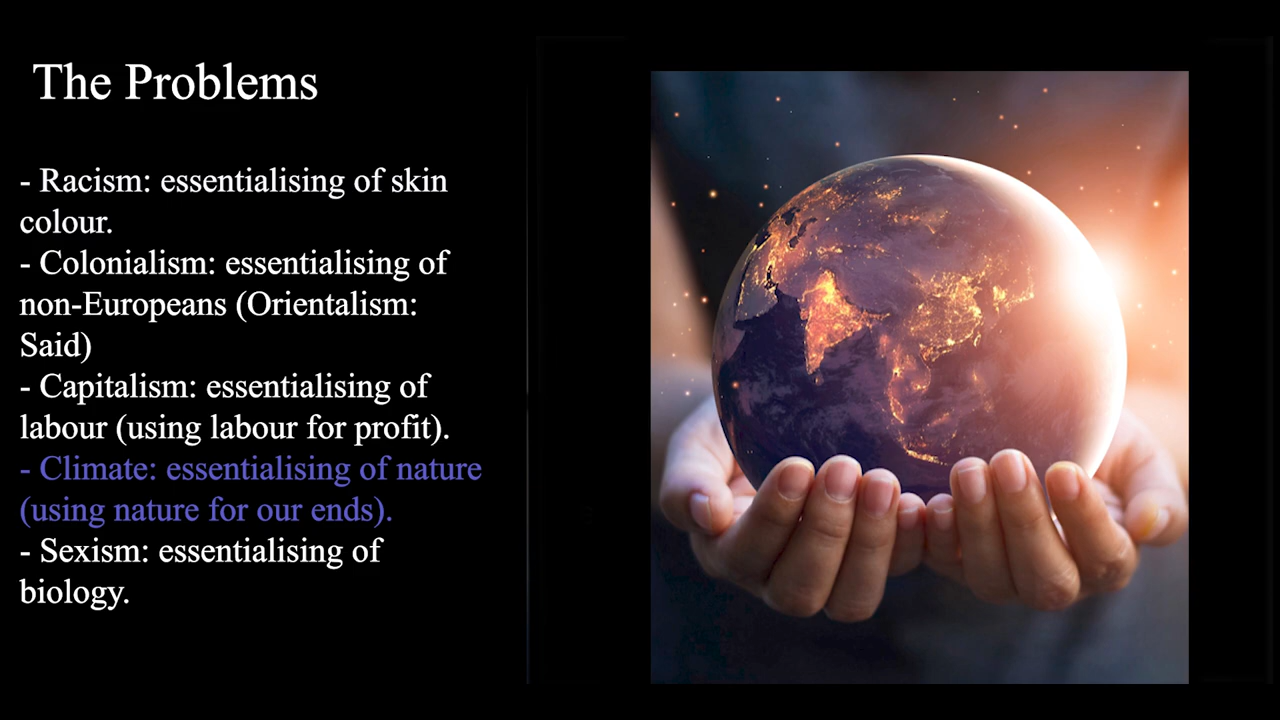 The Problems
- Racism: essentialising of skin
colour.
- Colonialism: essentialising of
non-Europeans (Orientalism:
Said)
- Capitalism: essentialising of
labour (using labour for profit).
- Climate: essentialising of nature
(using nature for our ends).
- Sexism: essentialising of
biology.